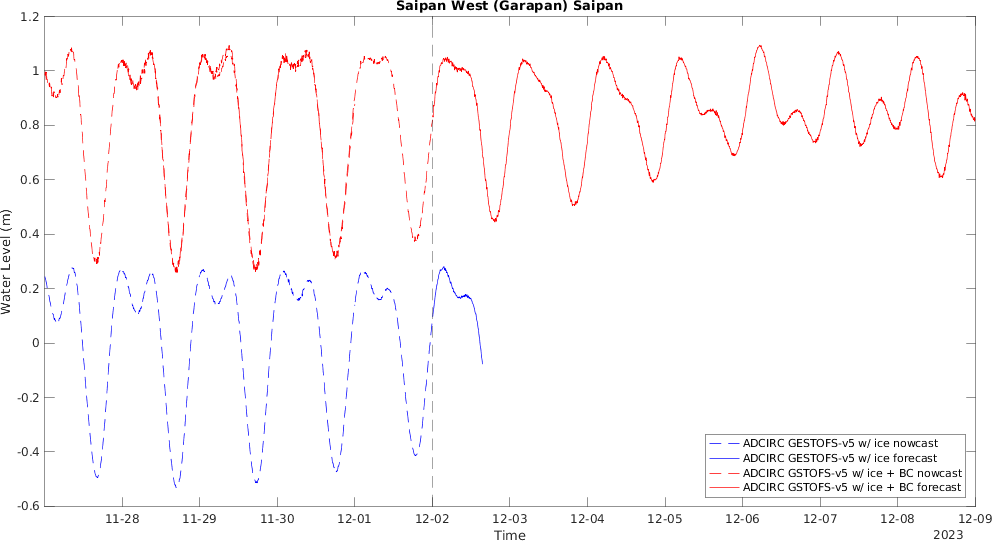 Saipan West (Garapan) Saipan
1.2
1
0.8
0.6
0.4
0.2
0
-0.2
-0.4
-0.6
Water Level (m)
ADCIRC GESTOFS-v5 w/ ice nowcast
ADCIRC GESTOFS-v5 w/ ice forecast
ADCIRC GSTOFS-v5 w/ ice + BC nowcast
ADCIRC GSTOFS-v5 w/ ice + BC forecast
11-28 11-29 11-30 12-01 12-02 12-03 12-04 12-05 12-06 12-07 12-08 12-09
Time
2023